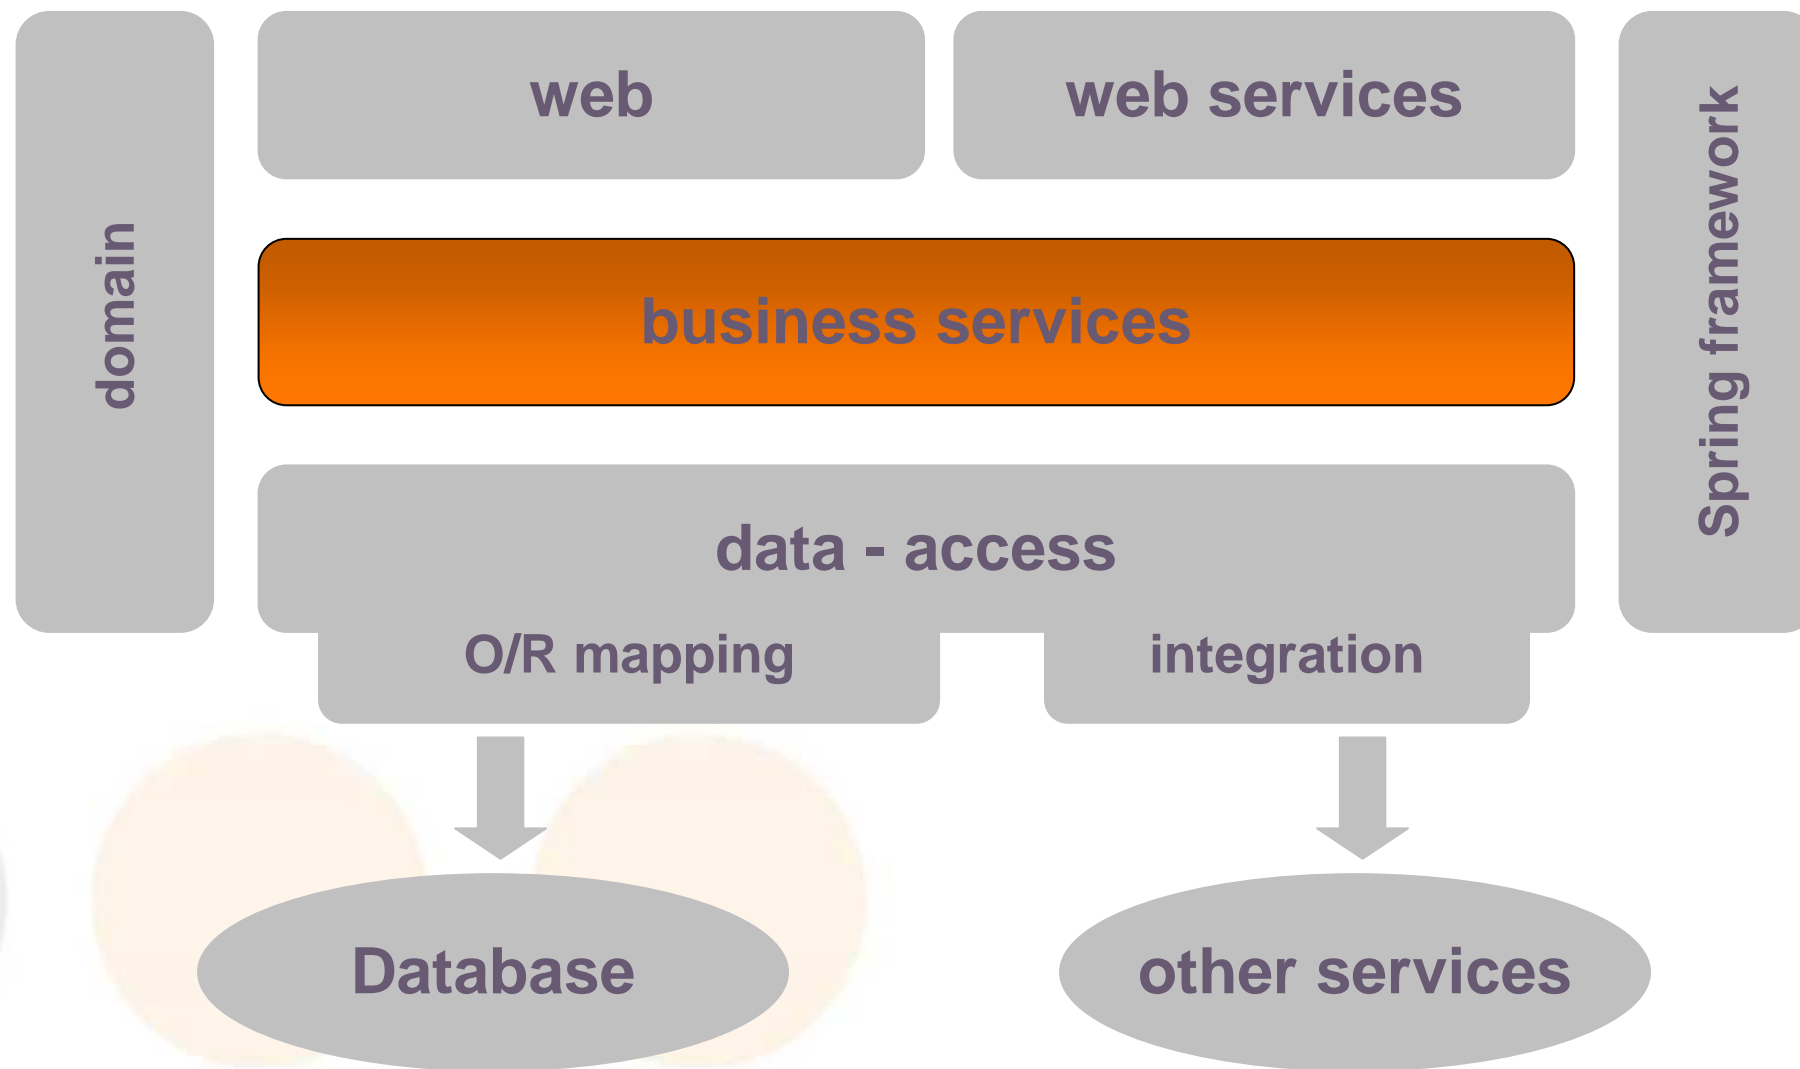 domain
web
web services
Spring framework
business services
data - access
O/R mapping
integration
Database
other services